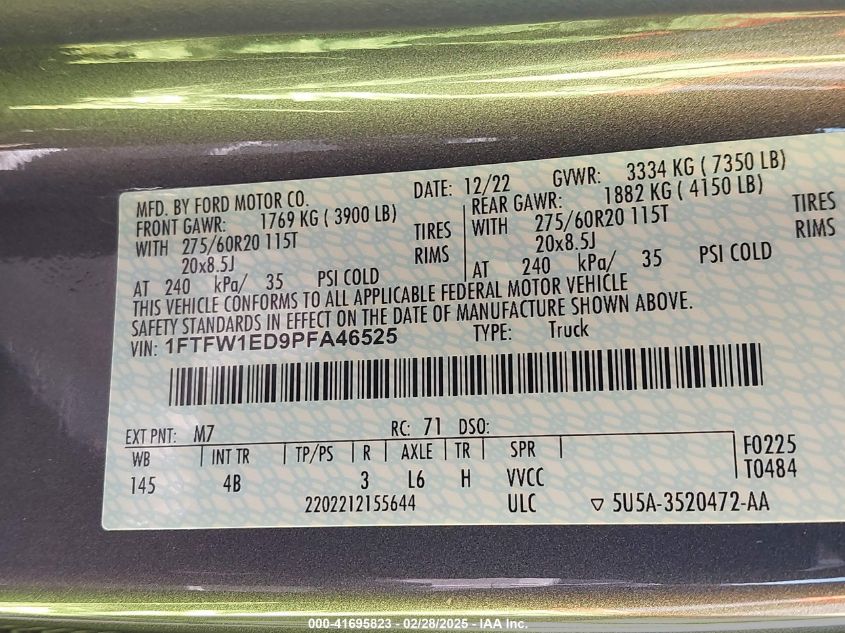 MFD. BY FORD MOTOR CO. DATE: 12/22 GVWR: 3334 KG ( 7350 LB)
FRONT GAWR: 1769 KG ( 3900 LB) REAR GAWR: 1882 KG ( 4150 LB)
WITH 275/60R20 115T TIRES WITH 275/60R20 115T TIRES
20x8.5J RIMS 20x8.5J RIMS
AT 240 kPa/ 35 PSI COLD AT 240 kPa/ 35 PSI COLD
THIS VEHICLE CONFORMS TO ALL APPLICABLE FEDERAL MOTOR VEHICLE
SAFETY STANDARDS IN EFFECT ON THE DATE OF MANUFACTURE SHOWN ABOVE.
VIN: 1FTFW1ED9PFA46525 TYPE: Truck
EXT PNT: M7 RC: 71 DSO:
WB INT TR TP/PS R AXLE TR SPR F0225
145 4B 3 L6 H VVCC T0484
2202212155644 ULC ▽ 5U5A-3520472-AA
000-41695823 - 02/28/2025 - IAA Inc.